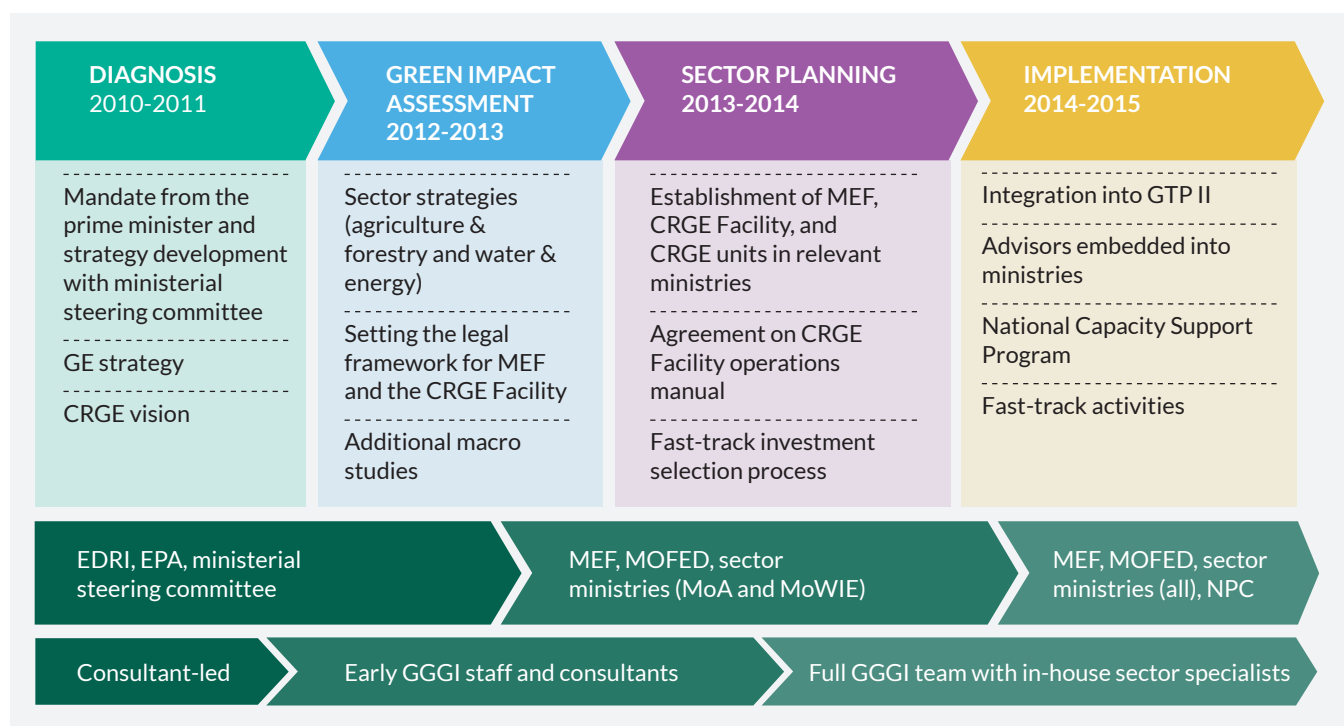 DIAGNOSIS
2010-2011
Mandate from the
prime minister and
strategy development
with ministerial
steering committee
GE strategy
CRGE vision
GREEN IMPACT
ASSESSMENT
2012-2013
Sector strategies
(agriculture &
forestry and water &
energy)
Setting the legal
framework for MEF
and the CRGE Facility
Additional macro
studies
SECTOR PLANNING
2013-2014
Establishment of MEF,
CRGE Facility, and
CRGE units in relevant
ministries
Agreement on CRGE
Facility operations
manual
Fast-track investment
selection process
IMPLEMENTATION
2014-2015
Integration into GTP II
Advisors embedded into
ministries
National Capacity Support
Program
Fast-track activities
EDRI, EPA, ministerial
steering committee
MEF, MOFED, sector
ministries (MoA and MoWIE)
MEF, MOFED, sector
ministries (all), NPC
Consultant-led
Early GGGI staff and consultants
Full GGGI team with in-house sector specialists